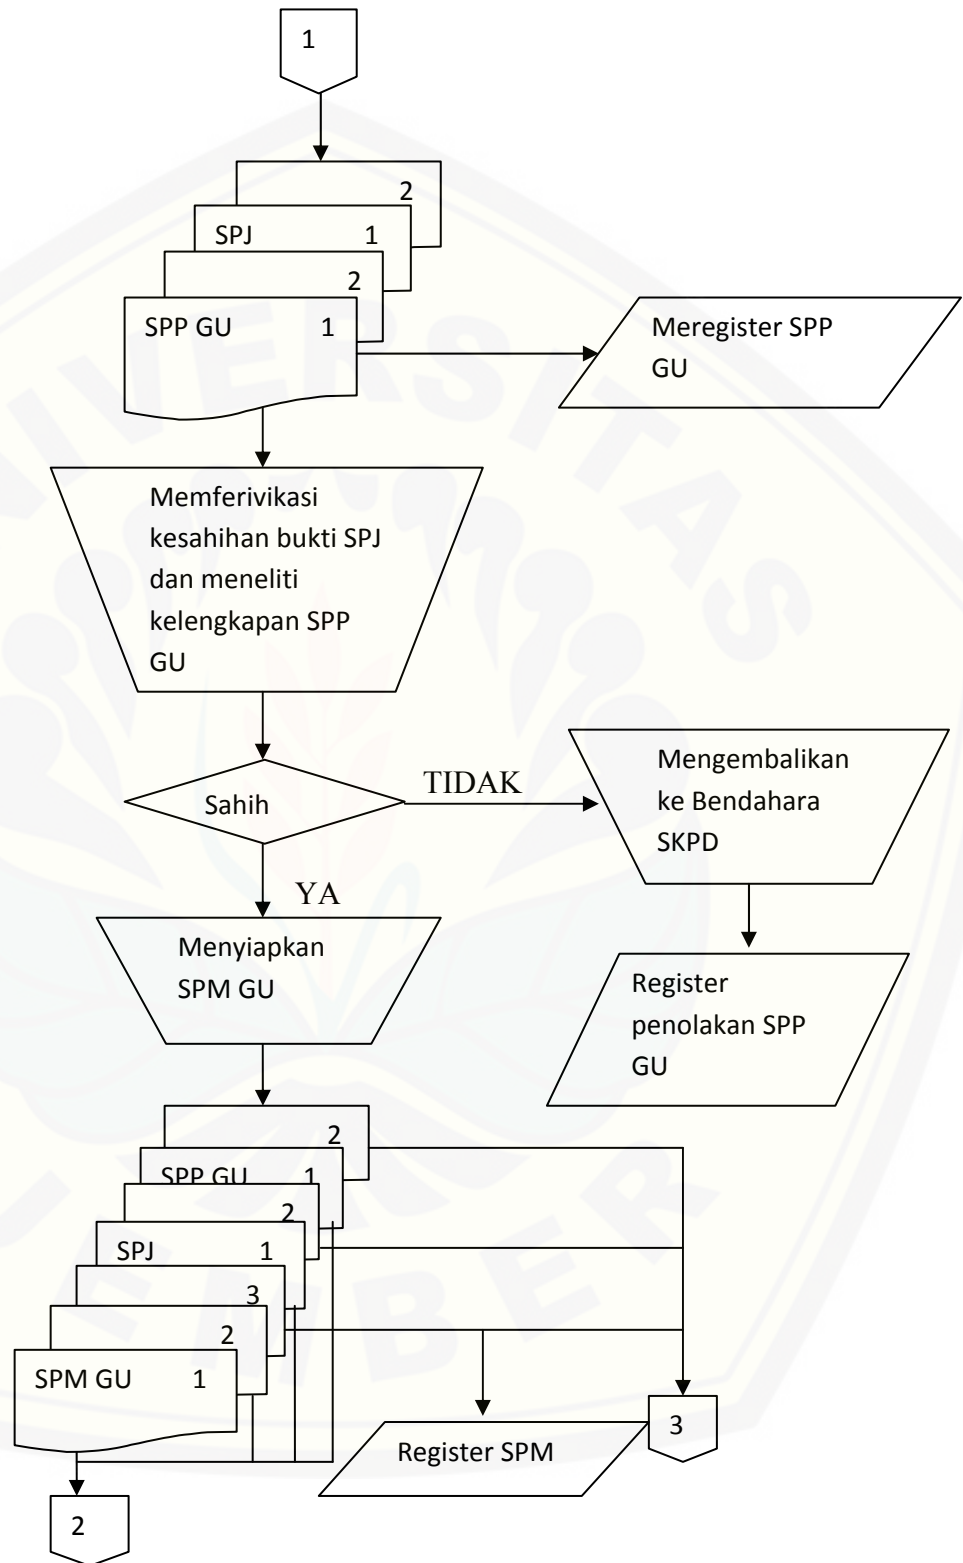 1
2
SPJ 1
2
SPP GU 1
Meregister SPP
GU
Memferivikasi
kesahihan bukti SPJ
dan meneliti
kelengkapan SPP
GU
Sahih
TIDAK
Mengembalikan
ke Bendahara
SKPD
YA
Menyiapkan
SPM GU
Register
penolakan SPP
GU
2
SPP GU 1
2
SPJ 1
3
2
SPM GU 1
Register SPM
3
2
UNIVERSITAS
JEMBER